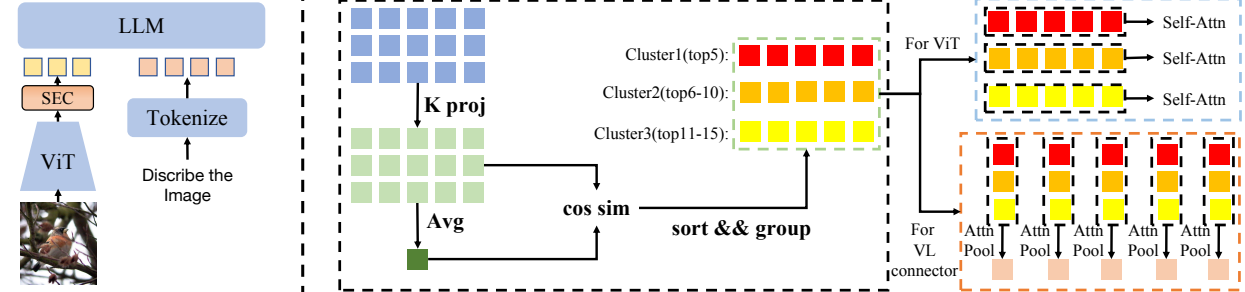 LLM
SEC
ViT
Tokenize
Discribe the
Image
K proj
Avg
cos sim
sort && group
Cluster1(top5):
Cluster2(top6-10):
Cluster3(top11-15):
For ViT
Self-Attn
Self-Attn
Self-Attn
For
VL
connector
Attn
Pool
Attn
Pool
Attn
Pool
Attn
Pool
Attn
Pool